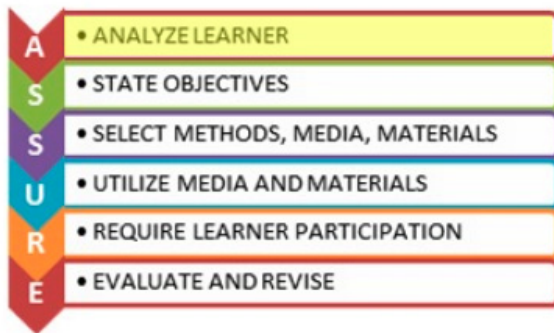 A • ANALYZE LEARNER
S • STATE OBJECTIVES
S • SELECT METHODS, MEDIA, MATERIALS
U • UTILIZE MEDIA AND MATERIALS
R • REQUIRE LEARNER PARTICIPATION
E • EVALUATE AND REVISE